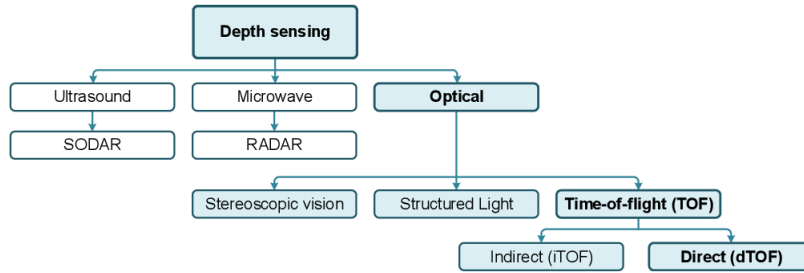 Depth sensing
Ultrasound
Microwave
Optical
SODAR
RADAR
Stereoscopic vision
Structured Light
Time-of-flight (TOF)
Indirect (iTOF)
Direct (dTOF)